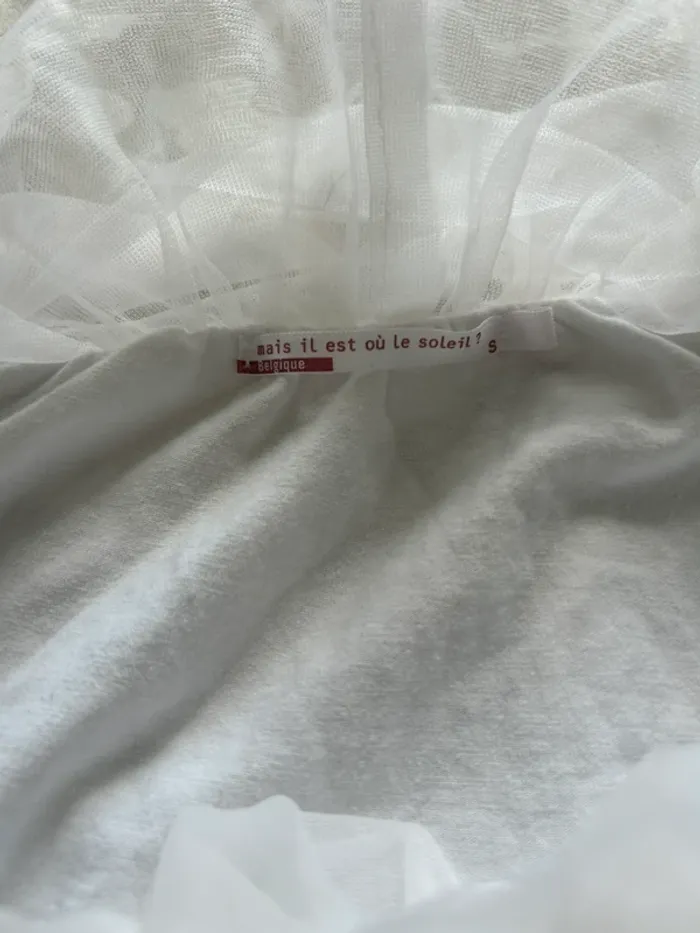 mais il est où le soleil ? S
Belgique